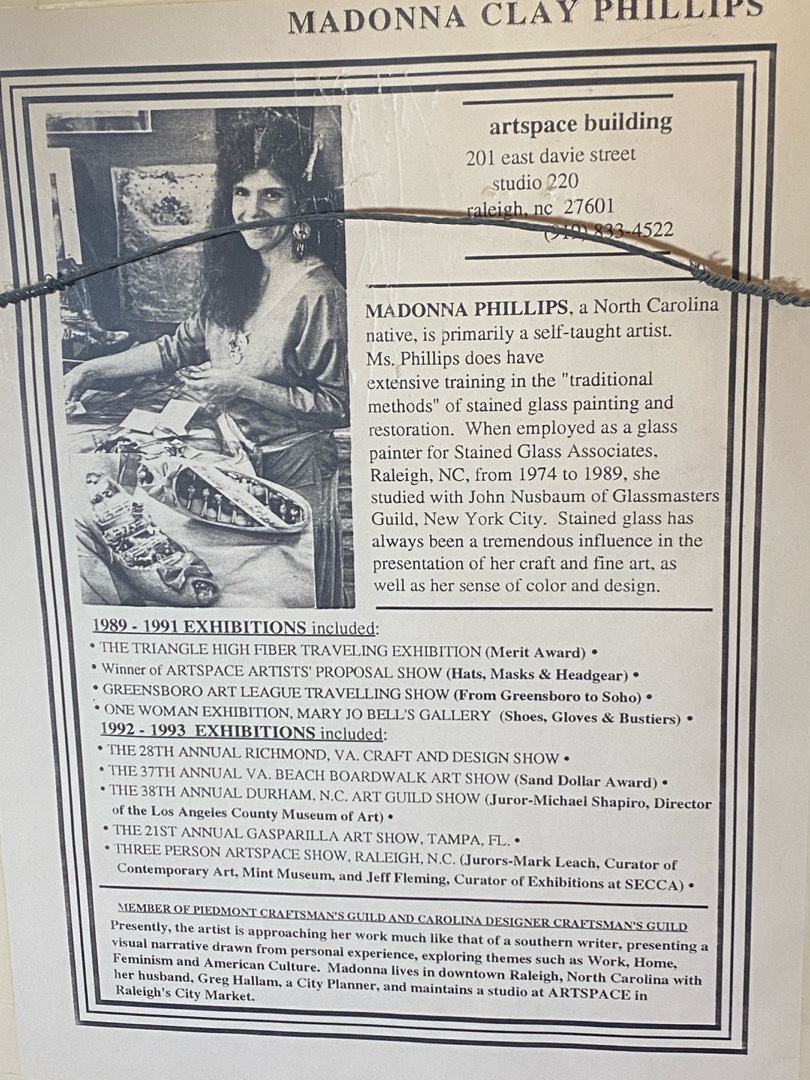 MADONNA CLAY PHILLIPS
artspace building
201 east davie street
studio 220
raleigh, nc 27601
(919) 833-4522
MADONNA PHILLIPS, a North Carolina
native, is primarily a self-taught artist.
Ms. Phillips does have
extensive training in the "traditional
methods" of stained glass painting and
restoration. When employed as a glass
painter for Stained Glass Associates,
Raleigh, NC, from 1974 to 1989, she
studied with John Nusbaum of Glassmasters
Guild, New York City. Stained glass has
always been a tremendous influence in the
presentation of her craft and fine art, as
well as her sense of color and design.
1989 - 1991 EXHIBITIONS included:
• THE TRIANGLE HIGH FIBER TRAVELING EXHIBITION (Merit Award) •
• Winner of ARTSPACE ARTISTS' PROPOSAL SHOW (Hats, Masks & Headgear) •
• GREENSBORO ART LEAGUE TRAVELLING SHOW (From Greensboro to Soho) •
• ONE WOMAN EXHIBITION, MARY JO BELL'S GALLERY (Shoes, Gloves & Bustiers) •
1992 - 1993 EXHIBITIONS included:
• THE 28TH ANNUAL RICHMOND, VA. CRAFT AND DESIGN SHOW •
• THE 37TH ANNUAL VA. BEACH BOARDWALK ART SHOW (Sand Dollar Award) •
• THE 38TH ANNUAL DURHAM, N.C. ART GUILD SHOW (Juror-Michael Shapiro, Director
of the Los Angeles County Museum of Art) •
• THE 21ST ANNUAL GASPARILLA ART SHOW, TAMPA, FL. •
• THREE PERSON ARTSPACE SHOW, RALEIGH, N.C. (Jurors-Mark Leach, Curator of
Contemporary Art, Mint Museum, and Jeff Fleming, Curator of Exhibitions at SECCA) •
MEMBER OF PIEDMONT CRAFTSMAN'S GUILD AND CAROLINA DESIGNER CRAFTSMAN'S GUILD
Presently, the artist is approaching her work much like that of a southern writer, presenting a
visual narrative drawn from personal experience, exploring themes such as Work, Home,
Feminism and American Culture. Madonna lives in downtown Raleigh, North Carolina with
her husband, Greg Hallam, a City Planner, and maintains a studio at ARTSPACE in
Raleigh's City Market.